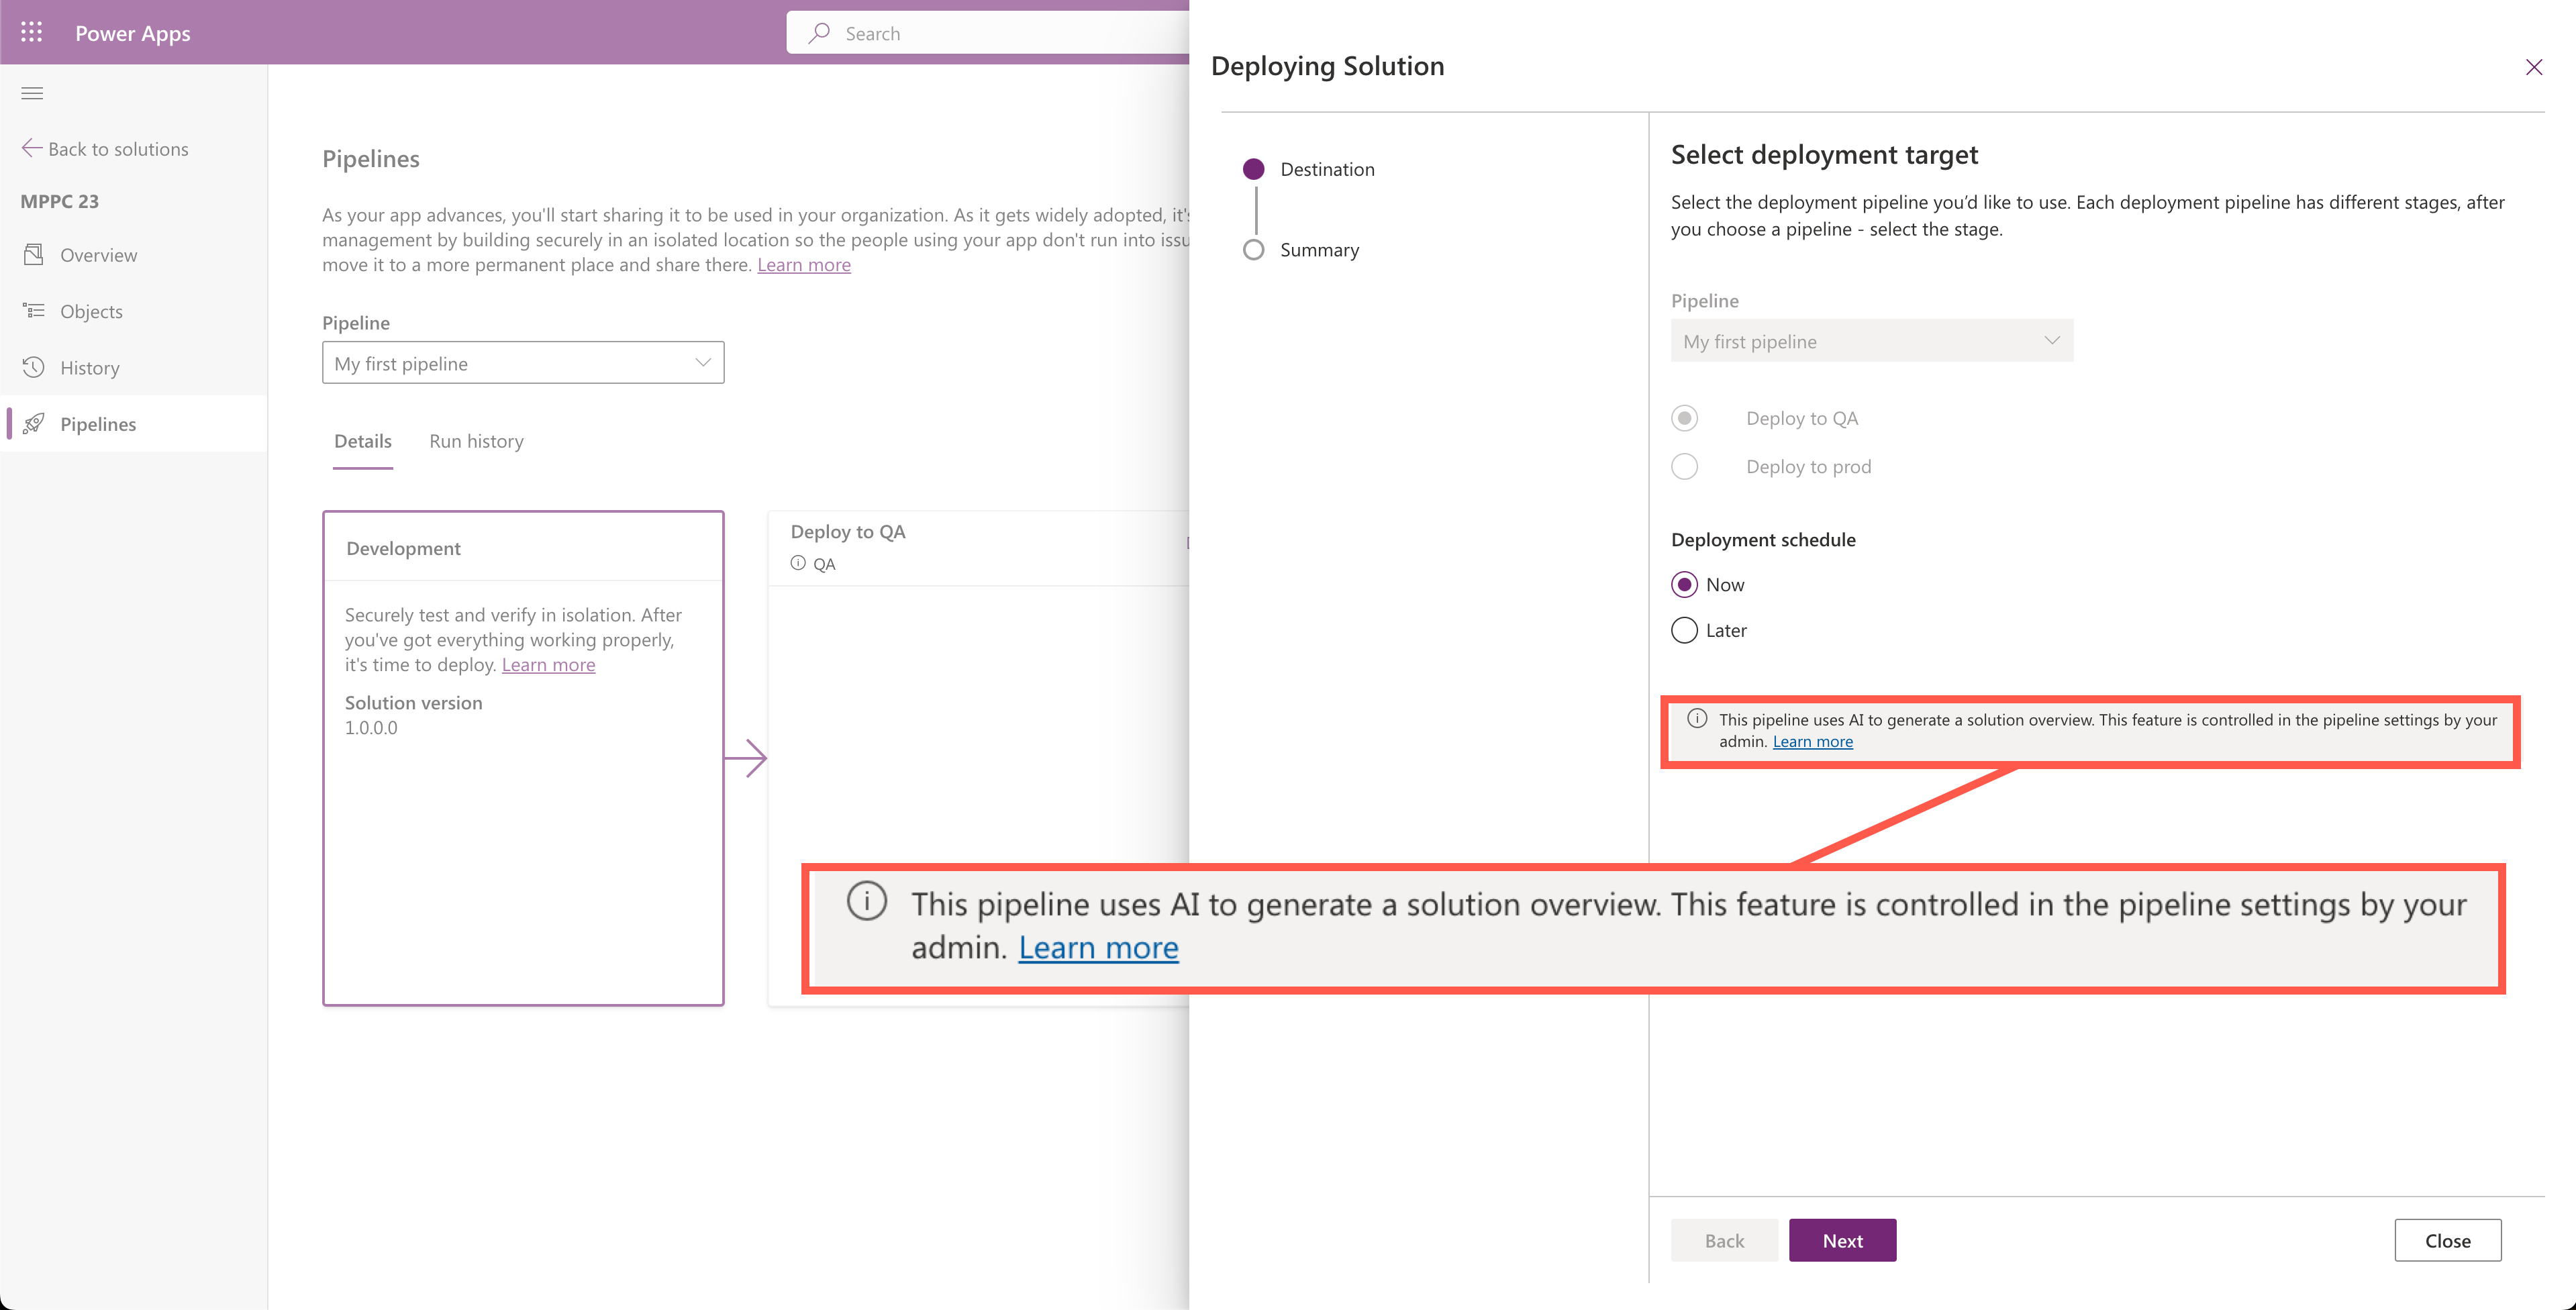 Power Apps
Search
Back to solutions
MPPC 23
Overview
Objects
History
Pipelines
Pipelines
As your app advances, you'll start sharing it to be used in your organization. As it gets widely adopted, it's
management by building securely in an isolated location so the people using your app don't run into issu
move it to a more permanent place and share there. Learn more
Pipeline
My first pipeline
Details Run history
Development
Securely test and verify in isolation. After
you've got everything working properly,
it's time to deploy. Learn more
Solution version
1.0.0.0
Deploy to QA
QA
Deploying Solution
Destination
Summary
Select deployment target
Select the deployment pipeline you’d like to use. Each deployment pipeline has different stages, after
you choose a pipeline - select the stage.
Pipeline
My first pipeline
Deploy to QA
Deploy to prod
Deployment schedule
Now
Later
This pipeline uses AI to generate a solution overview. This feature is controlled in the pipeline settings by your
admin. Learn more
This pipeline uses AI to generate a solution overview. This feature is controlled in the pipeline settings by your
admin. Learn more
Back Next Close